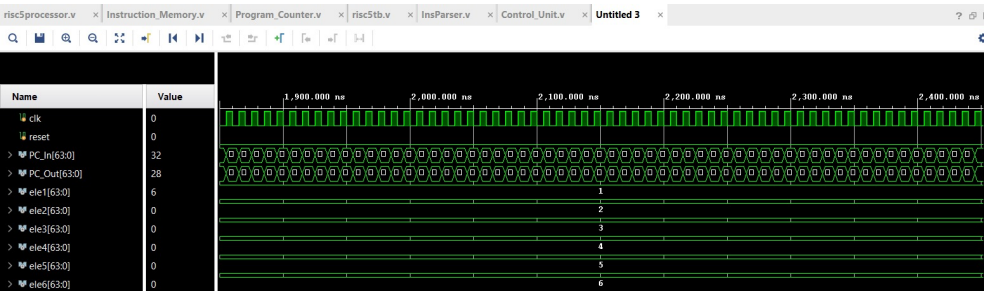 risc5processor.v × Instruction_Memory.v × Program_Counter.v × risc5tb.v × InsParser.v × Control_Unit.v × Untitled 3 × ?
Name Value 1,900.000 ns 2,000.000 ns 2,100.000 ns 2,200.000 ns 2,300.000 ns 2,400.000 ns
clk 0
reset 0
PC_In[63:0] 32
PC_Out[63:0] 28
ele1[63:0] 6 1
ele2[63:0] 0 2
ele3[63:0] 0 3
ele4[63:0] 0 4
ele5[63:0] 0 5
ele6[63:0] 0 6